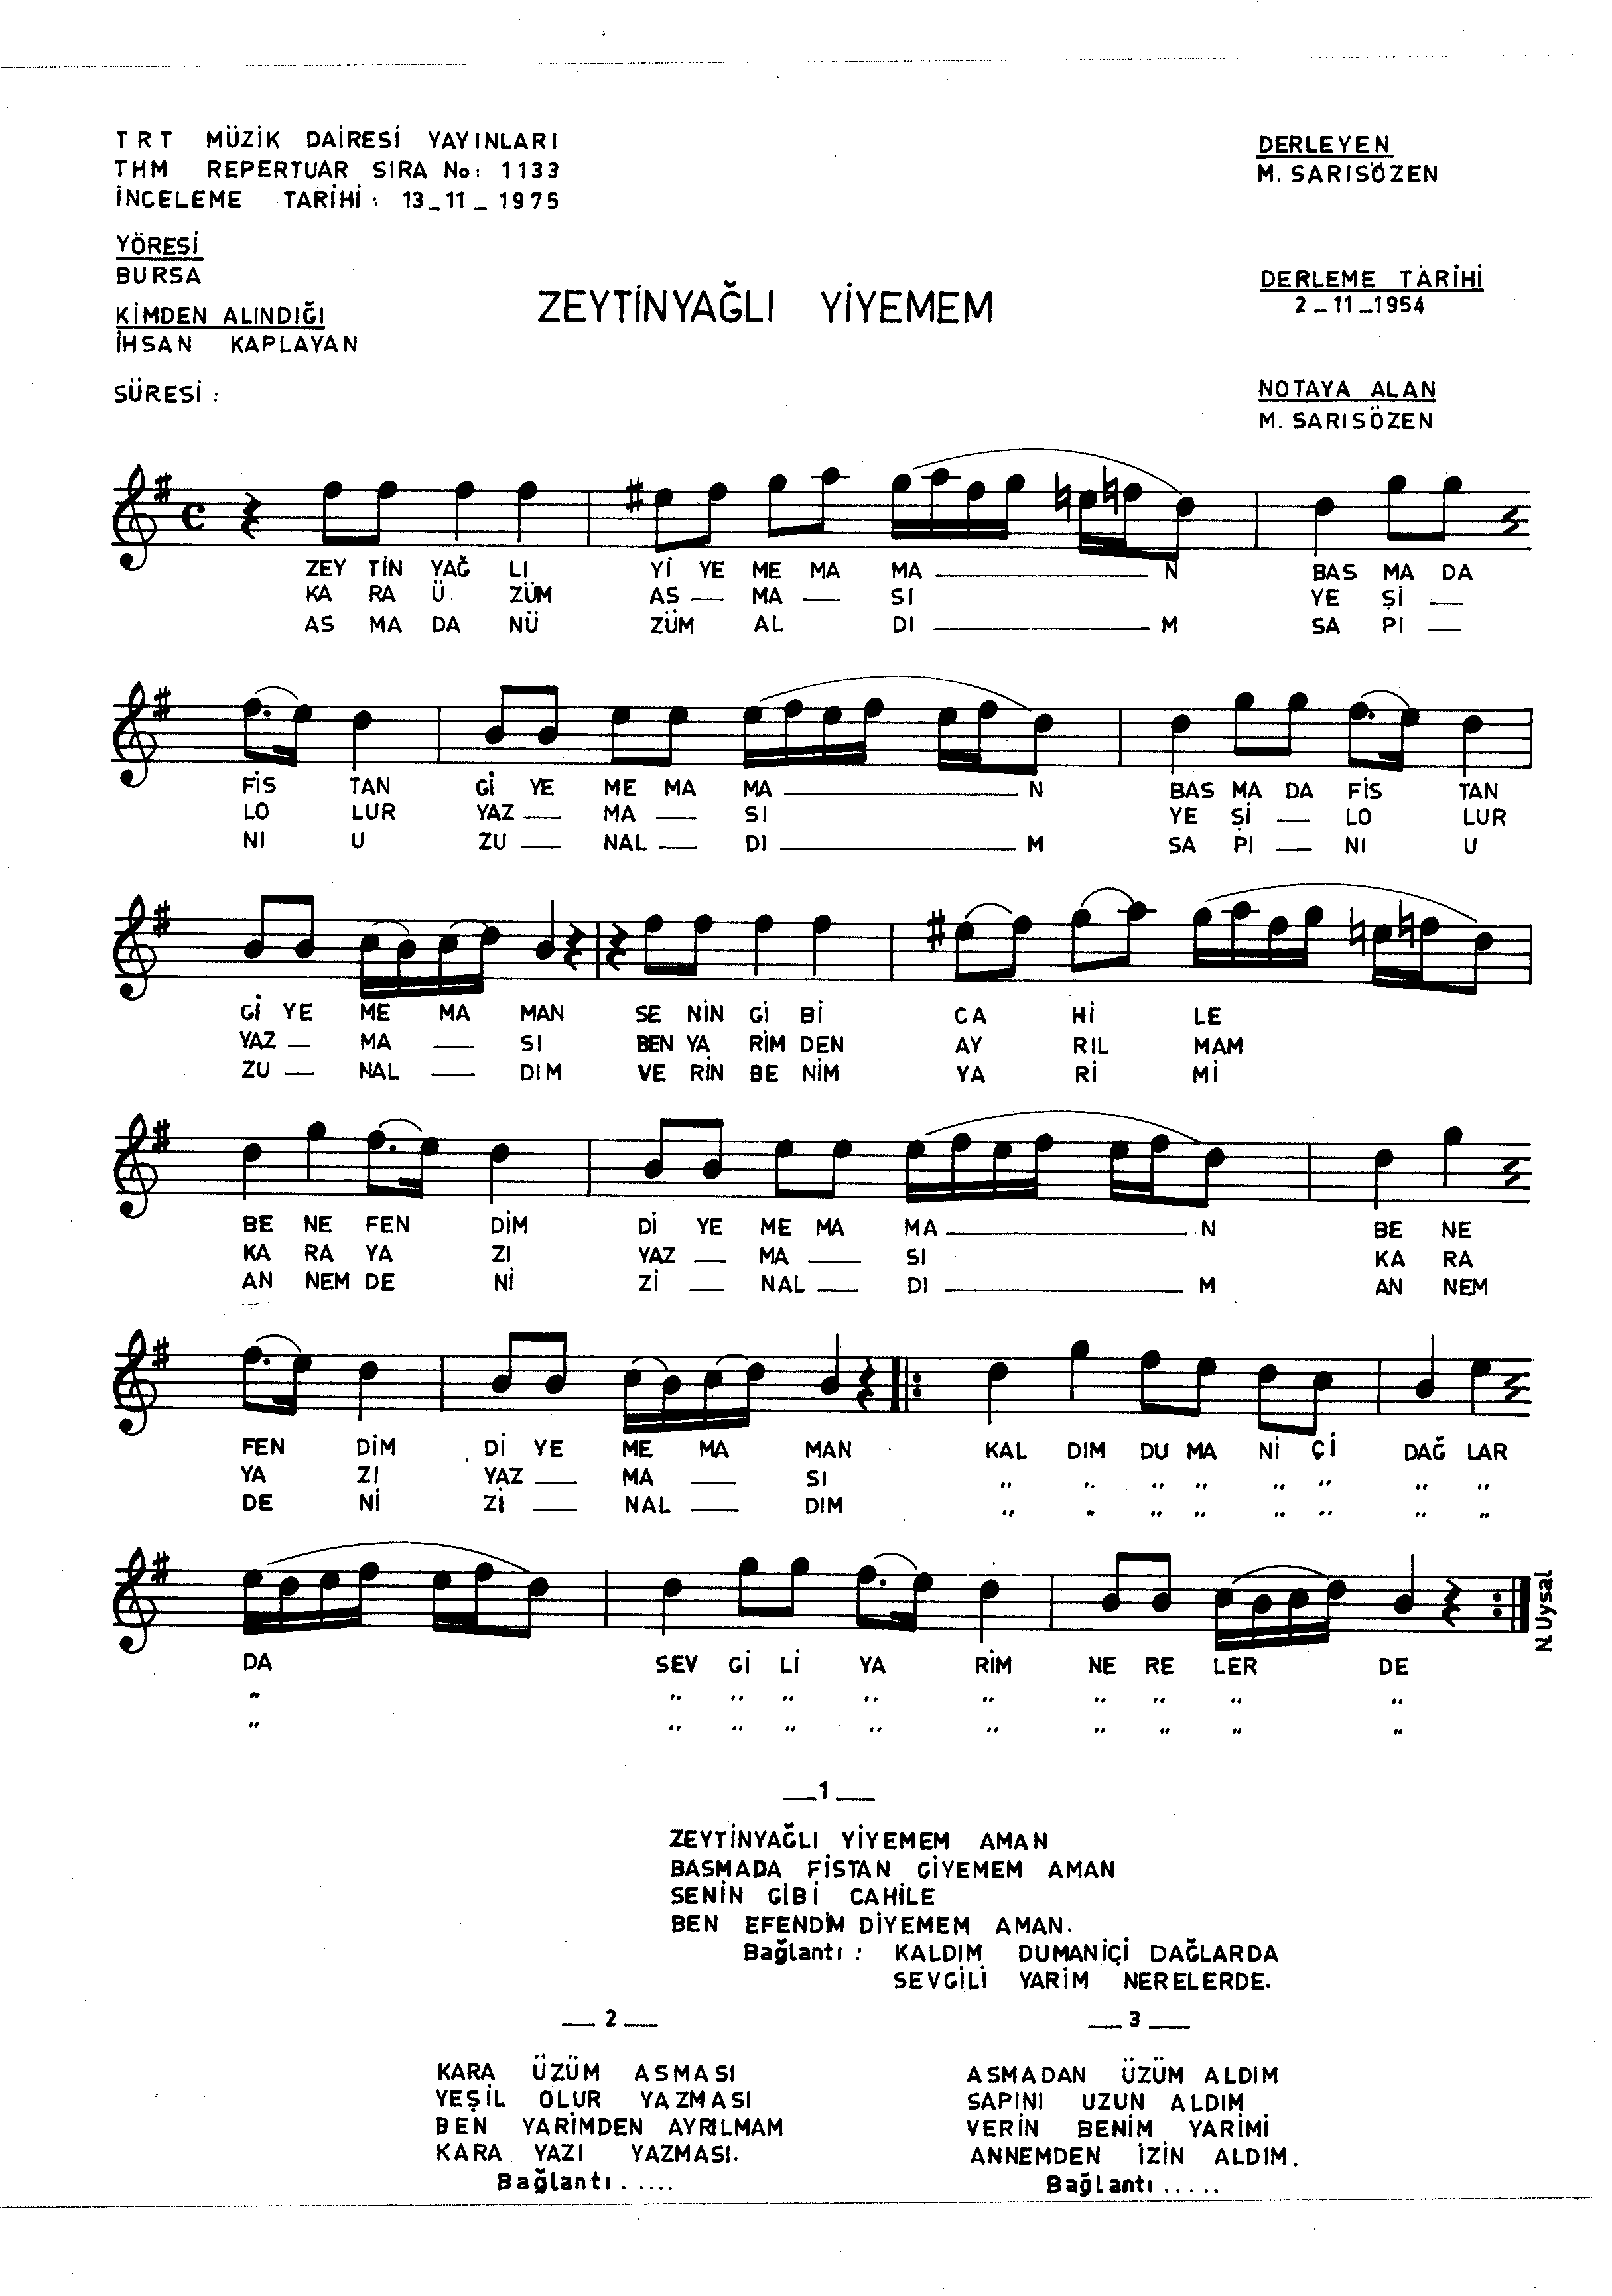 TRT MÜZİK DAİRESİ YAYINLARI
THM REPERTUAR SIRA No: 1133
İNCELEME TARİHİ: 13_11_1975
DERLEYEN
M. SARISÖZEN
YÖRESİ
BURSA
KİMDEN ALINDIĞI
İHSAN KAPLAYAN
SÜRESİ:
ZEYTİNYAĞLI YİYEMEM
DERLEME TARİHİ
2_11_1954
NOTAYA ALAN
M. SARISÖZEN
ZEY TİN YAĞ LI Yİ YE ME MA MA N BAS MA DA
KA RA Ü ZÜM AS MA SI YE Şİ
AS MA DA NÜ ZÜM AL DI M SA PI
FİS TAN Gİ YE ME MA MA N BAS MA DA FİS TAN
LO LUR YAZ MA SI YE Şİ LO LUR
NI U ZU NAL DI M SA PI NI U
Gİ YE ME MA MAN SE NİN Gİ Bİ CA Hİ LE
YAZ MA SI BEN YA RİM DEN AY RIL MAM
ZU NAL DIM VE RİN BE NİM YA Rİ Mİ
BE NE FEN DİM Dİ YE ME MA MA N BE NE
KA RA YA ZI YAZ MA SI KA RA
AN NEM DE Nİ Zİ NAL DI M AN NEM
FEN DİM Dİ YE ME MA MAN KAL DIM DU MA Nİ Çİ DAĞ LAR
YA ZI YAZ MA SI " " " " " " " "
DE Nİ Zİ NAL DIM " " " " " " " "
DA SEV Gİ Lİ YA RİM NE RE LER DE
" " " " " " " " " "
" " " " " " " " " "
N.Uysal
_1_
ZEYTİNYAĞLI YİYEMEM AMAN
BASMADA FİSTAN GİYEMEM AMAN
SENİN GİBİ CAHİLE
BEN EFENDİM DİYEMEM AMAN.
Bağlantı: KALDIM DUMANİÇİ DAĞLARDA
SEVGİLİ YARİM NERELERDE.
_2_
KARA ÜZÜM ASMASI
YEŞİL OLUR YAZMASI
BEN YARİMDEN AYRILMAM
KARA YAZI YAZMASI.
Bağlantı.....
_3_
ASMADAN ÜZÜM ALDIM
SAPINI UZUN ALDIM
VERİN BENİM YARİMİ
ANNEMDEN İZİN ALDIM.
Bağlantı.....